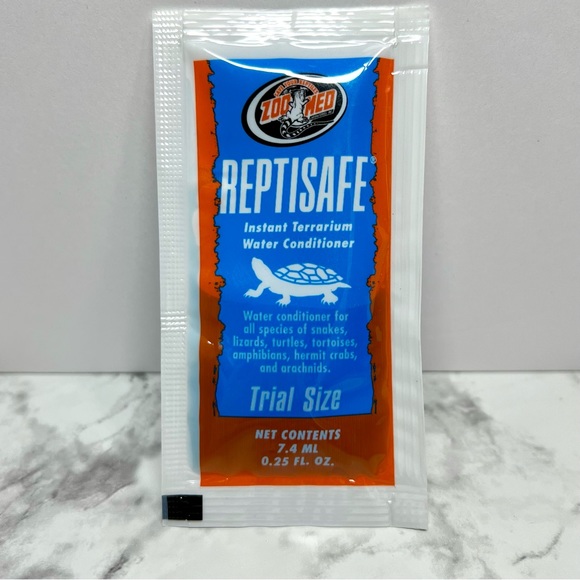 ZOO MED
REPTISAFE®
Instant Terrarium
Water Conditioner
Water conditioner for
all species of snakes,
lizards, turtles, tortoises,
amphibians, hermit crabs,
and arachnids.
Trial Size
NET CONTENTS
7.4 ML
0.25 FL. OZ.